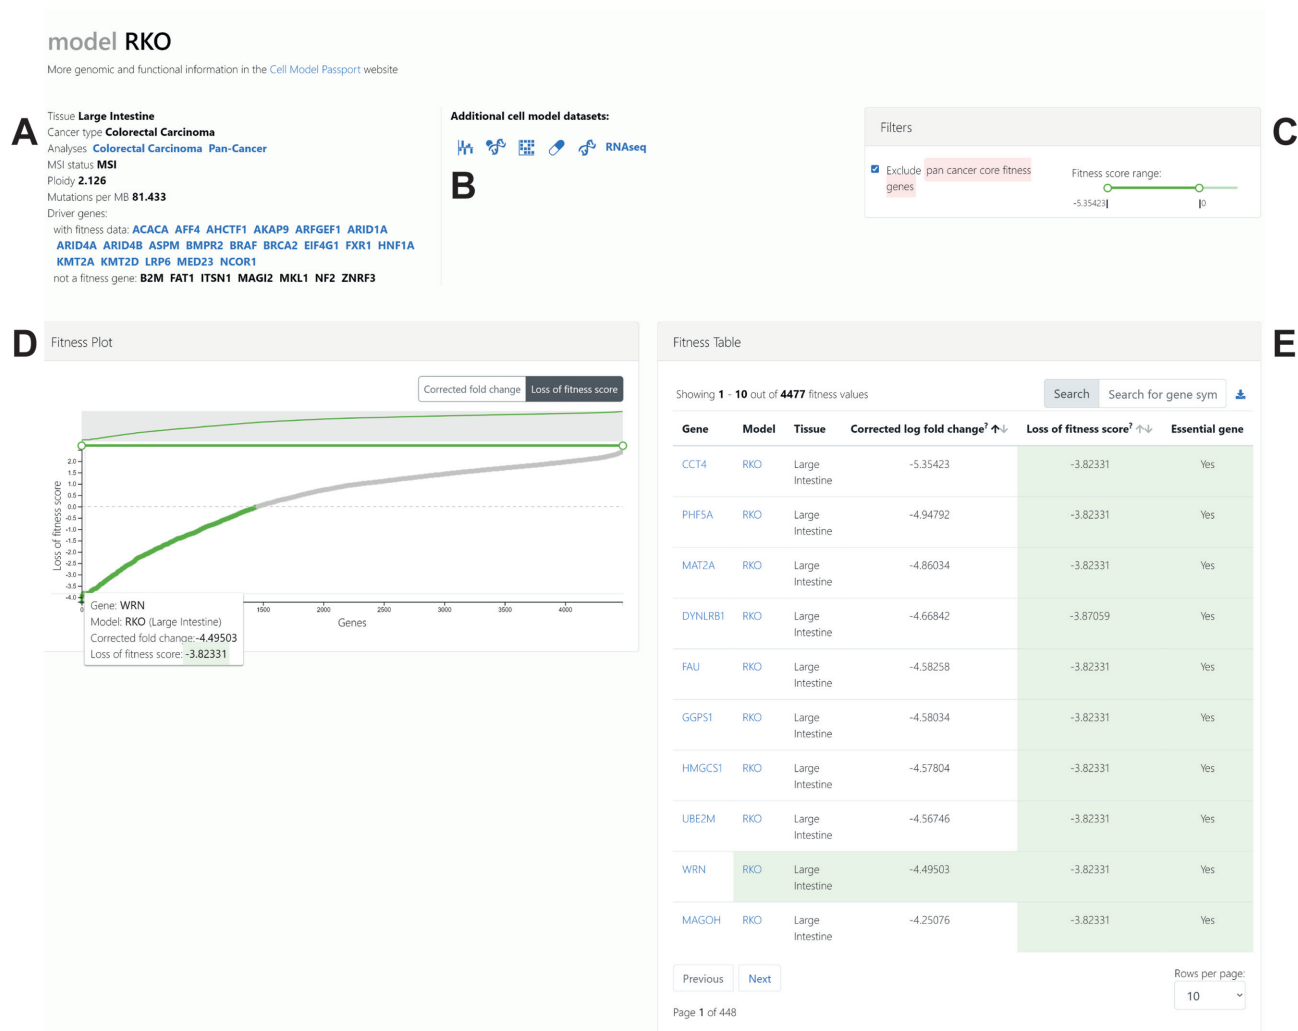 model RKO
More genomic and functional information in the Cell Model Passport website
A
Tissue Large Intestine
Cancer type Colorectal Carcinoma
Analyses Colorectal Carcinoma Pan-Cancer
MSI status MSI
Ploidy 2.126
Mutations per MB 81.433
Driver genes:
with fitness data: ACACA AFF4 AHCTF1 AKAP9 ARFGEF1 ARID1A
ARID4A ARID4B ASPM BMPR2 BRAF BRCA2 EIF4G1 FXR1 HNF1A
KMT2A KMT2D LRP6 MED23 NCOR1
not a fitness gene: B2M FAT1 ITSN1 MAGI2 MKL1 NF2 ZNRF3
Additional cell model datasets:
RNAseq
B
Filters
C
Exclude pan cancer core fitness
genes
Fitness score range:
-5.35423
0
D
Fitness Plot
Corrected fold change Loss of fitness score
Loss of fitness score
2.0
1.5
1.0
0.5
0.0
-0.5
-1.0
-1.5
-2.0
-2.5
-3.0
-3.5
-4.0
0 1500 2000 2500 3000 3500 4000
Genes
Gene: WRN
Model: RKO (Large Intestine)
Corrected fold change:-4.49503
Loss of fitness score: -3.82331
Fitness Table
E
Showing 1 - 10 out of 4477 fitness values
Search Search for gene sym
Gene Model Tissue Corrected log fold change? Loss of fitness score? Essential gene
CCT4 RKO Large Intestine -5.35423 -3.82331 Yes
PHF5A RKO Large Intestine -4.94792 -3.82331 Yes
MAT2A RKO Large Intestine -4.86034 -3.82331 Yes
DYNLRB1 RKO Large Intestine -4.66842 -3.87059 Yes
FAU RKO Large Intestine -4.58258 -3.82331 Yes
GGPS1 RKO Large Intestine -4.58034 -3.82331 Yes
HMGCS1 RKO Large Intestine -4.57804 -3.82331 Yes
UBE2M RKO Large Intestine -4.56746 -3.82331 Yes
WRN RKO Large Intestine -4.49503 -3.82331 Yes
MAGOH RKO Large Intestine -4.25076 -3.82331 Yes
Previous Next
Page 1 of 448
Rows per page:
10